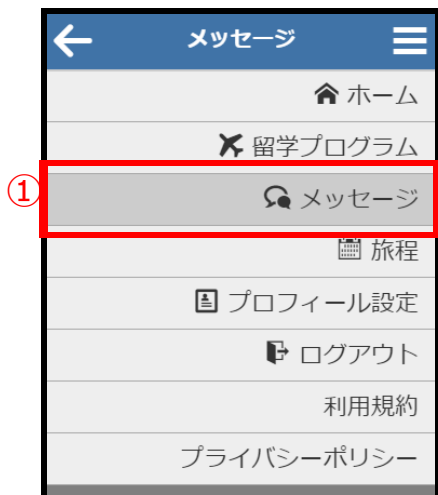 メッセージ
ホーム
留学プログラム
① メッセージ
旅程
プロフィール設定
ログアウト
利用規約
プライバシーポリシー